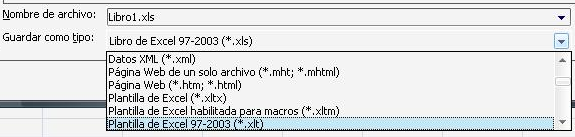 Nombre de archivo: Libro1.xls
Guardar como tipo: Libro de Excel 97-2003 (*.xls)
Datos XML (*.xml)
Página Web de un solo archivo (*.mht; *.mhtml)
Página Web (*.htm; *.html)
Plantilla de Excel (*.xltx)
Plantilla de Excel habilitada para macros (*.xltm)
Plantilla de Excel 97-2003 (*.xlt)